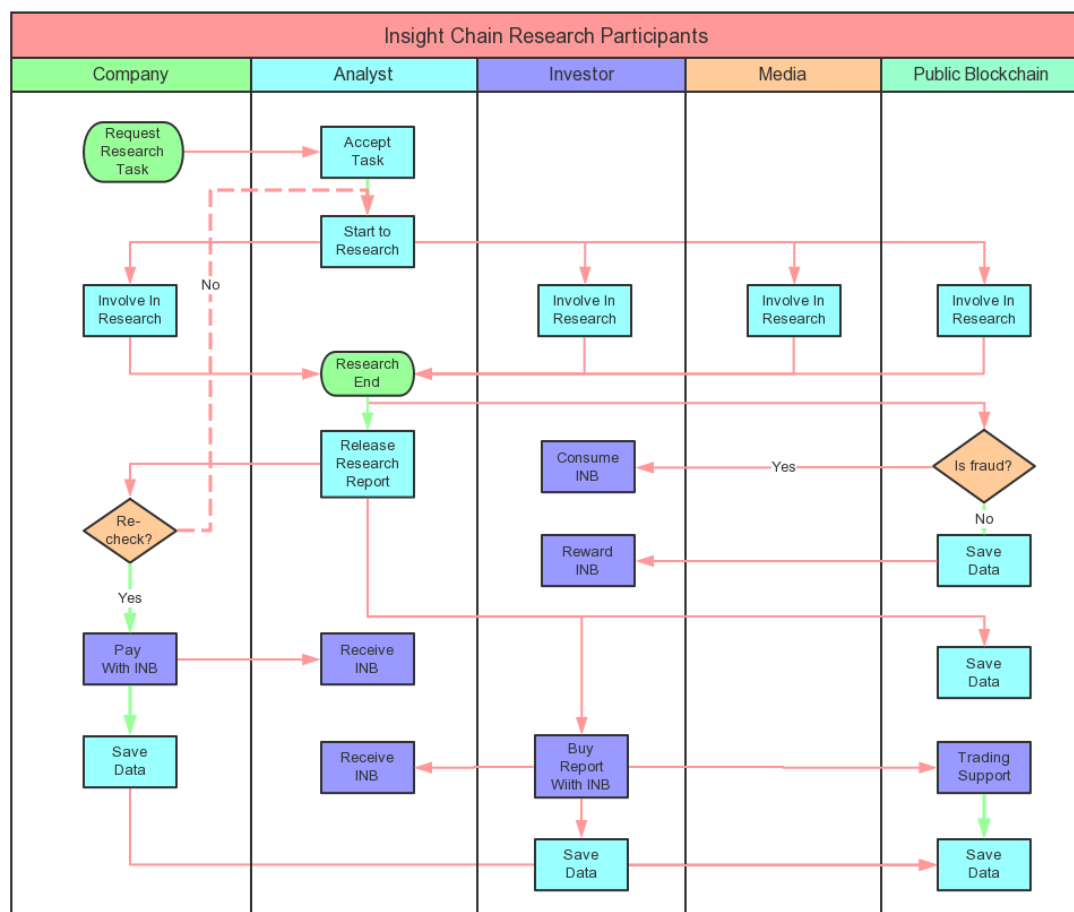 Insight Chain Research Participants
Company
Analyst
Investor
Media
Public Blockchain
Request
Research
Task
Accept
Task
Start to
Research
No
Involve In
Research
Involve In
Research
Involve In
Research
Involve In
Research
Research
End
Release
Research
Report
Consume
INB
Yes
Is fraud?
No
Re-
check?
Reward
INB
Save
Data
Yes
Pay
With INB
Receive
INB
Save
Data
Save
Data
Receive
INB
Buy
Report
Wiith INB
Trading
Support
Save
Data
Save
Data